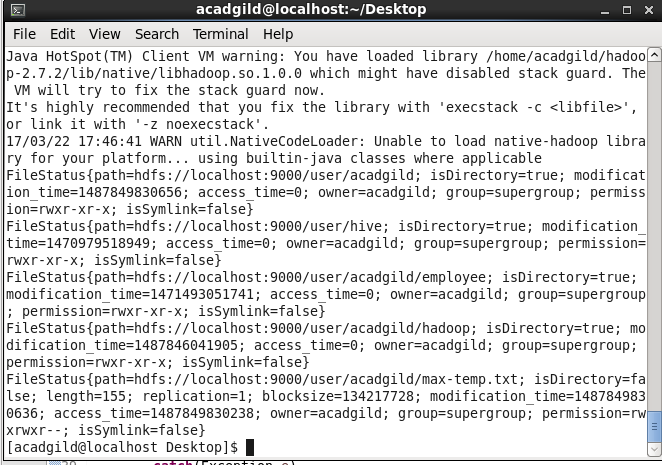 acadgild@localhost:~/Desktop
File Edit View Search Terminal Help
Java HotSpot(TM) Client VM warning: You have loaded library /home/acadgild/hadoo
p-2.7.2/lib/native/libhadoop.so.1.0.0 which might have disabled stack guard. The
 VM will try to fix the stack guard now.
It's highly recommended that you fix the library with 'execstack -c <libfile>',
or link it with '-z noexecstack'.
17/03/22 17:46:41 WARN util.NativeCodeLoader: Unable to load native-hadoop libra
ry for your platform... using builtin-java classes where applicable
FileStatus{path=hdfs://localhost:9000/user/acadgild; isDirectory=true; modificat
ion_time=1487849830656; access_time=0; owner=acadgild; group=supergroup; permiss
ion=rwxr-xr-x; isSymlink=false}
FileStatus{path=hdfs://localhost:9000/user/hive; isDirectory=true; modification_
time=1470979518949; access_time=0; owner=acadgild; group=supergroup; permission=
rwxr-xr-x; isSymlink=false}
FileStatus{path=hdfs://localhost:9000/user/acadgild/employee; isDirectory=true;
modification_time=1471493051741; access_time=0; owner=acadgild; group=supergroup
; permission=rwxr-xr-x; isSymlink=false}
FileStatus{path=hdfs://localhost:9000/user/acadgild/hadoop; isDirectory=true; mo
dification_time=1487846041905; access_time=0; owner=acadgild; group=supergroup;
permission=rwxr-xr-x; isSymlink=false}
FileStatus{path=hdfs://localhost:9000/user/acadgild/max-temp.txt; isDirectory=fa
lse; length=155; replication=1; blocksize=134217728; modification_time=148784983
0636; access_time=1487849830238; owner=acadgild; group=supergroup; permission=rw
xrwxr--; isSymlink=false}
[acadgild@localhost Desktop]$